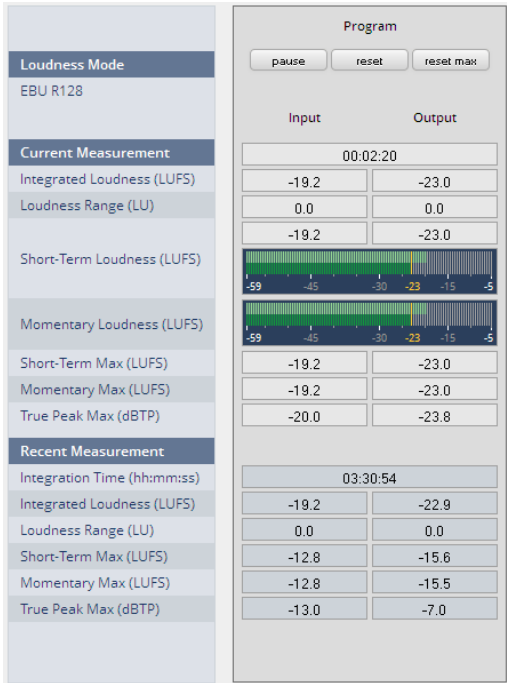 Program
Loudness Mode pause reset reset max
EBU R128
Input Output
Current Measurement 00:02:20
Integrated Loudness (LUFS) -19.2 -23.0
Loudness Range (LU) 0.0 0.0
-19.2 -23.0
Short-Term Loudness (LUFS)
-59 -45 -30 -23 -15 -5
Momentary Loudness (LUFS)
-59 -45 -30 -23 -15 -5
Short-Term Max (LUFS) -19.2 -23.0
Momentary Max (LUFS) -19.2 -23.0
True Peak Max (dBTP) -20.0 -23.8
Recent Measurement
Integration Time (hh:mm:ss) 03:30:54
Integrated Loudness (LUFS) -19.2 -22.9
Loudness Range (LU) 0.0 0.0
Short-Term Max (LUFS) -12.8 -15.6
Momentary Max (LUFS) -12.8 -15.5
True Peak Max (dBTP) -13.0 -7.0